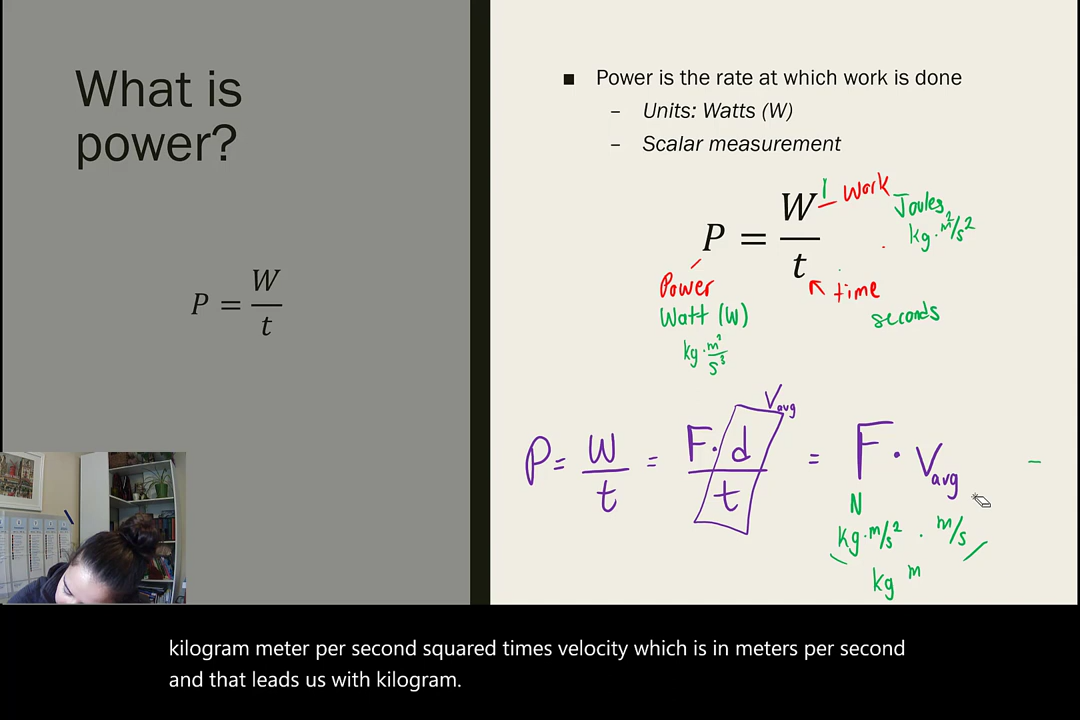 What is
power?
P = W/t
■ Power is the rate at which work is done
– Units: Watts (W)
– Scalar measurement
P = W/t
Work
Joules
kg · m²/s²
Power
Watt (W)
kg · m²/s³
time
seconds
P = W/t = F·d/t = F · Vavg
Vavg
N
kg·m/s² · m/s
kg m
kilogram meter per second squared times velocity which is in meters per second
and that leads us with kilogram.